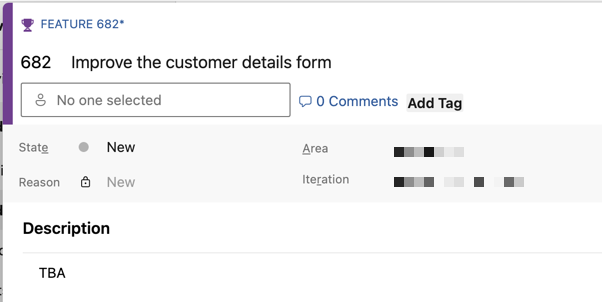 FEATURE 682*
682 Improve the customer details form
No one selected
0 Comments
Add Tag
State New
Area
Reason New
Iteration
Description
TBA